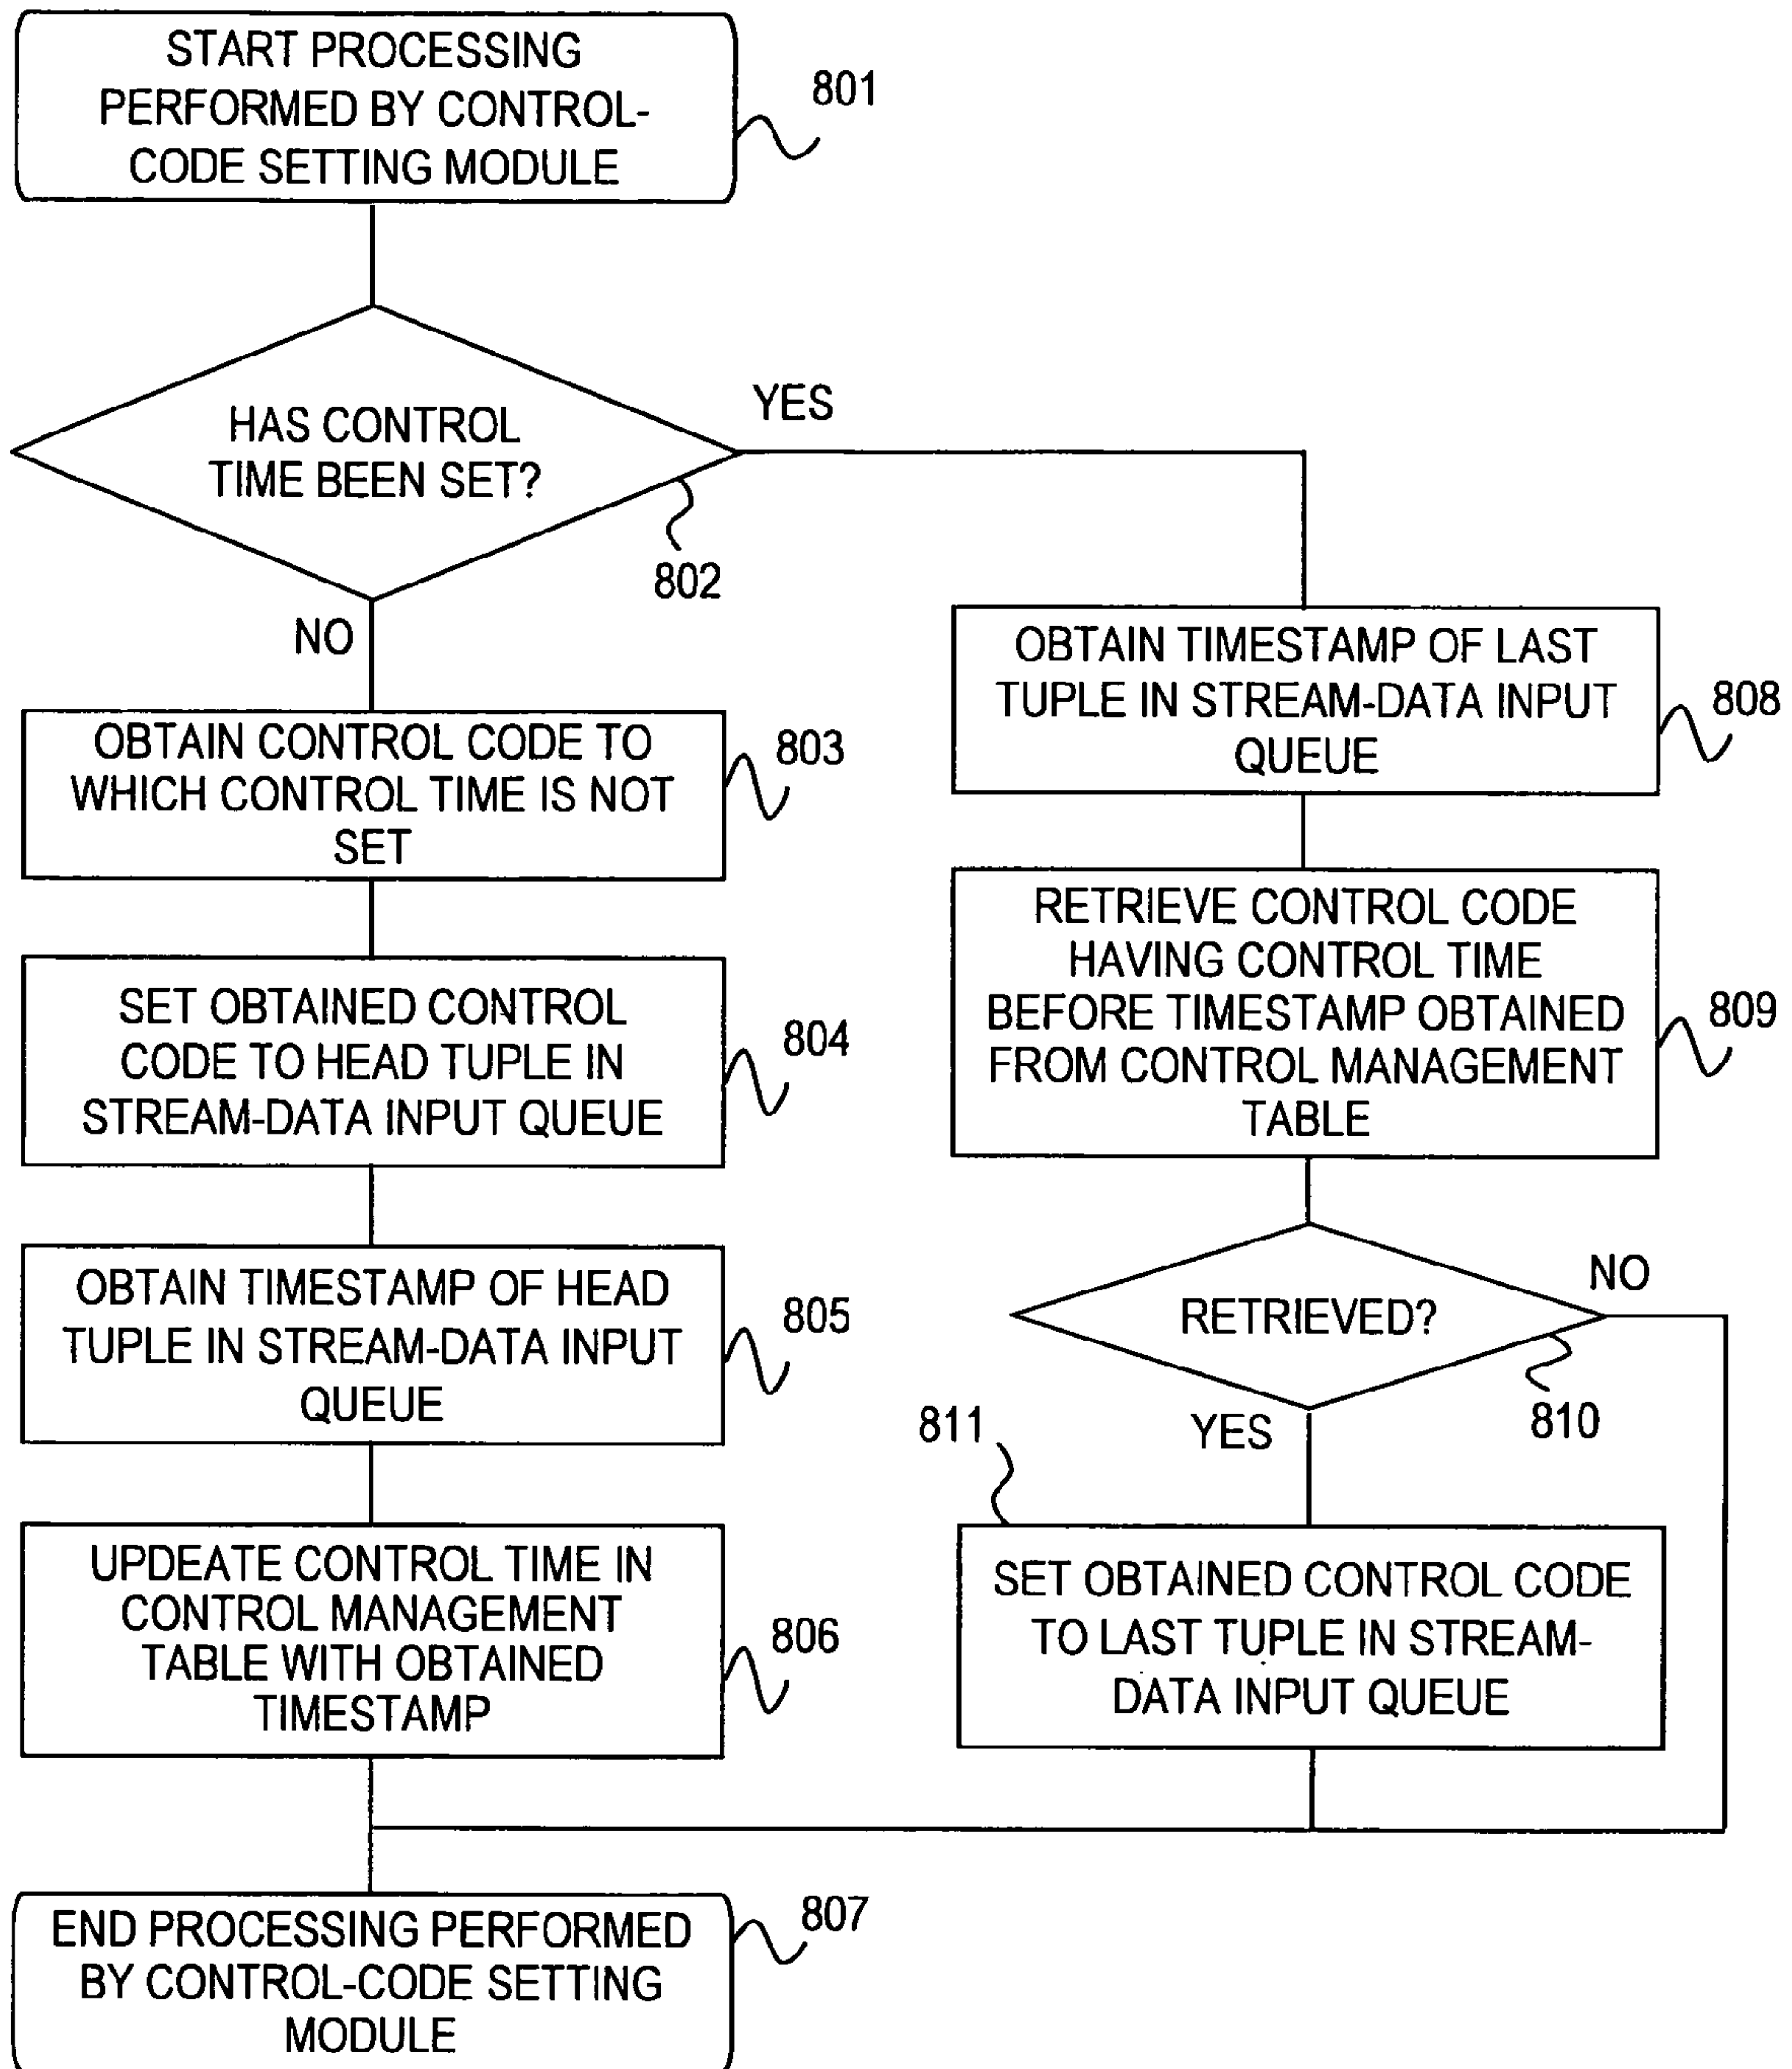 START PROCESSING
PERFORMED BY CONTROL-
CODE SETTING MODULE
801
HAS CONTROL
TIME BEEN SET?
YES
802
NO
OBTAIN CONTROL CODE TO
WHICH CONTROL TIME IS NOT
SET
803
SET OBTAINED CONTROL
CODE TO HEAD TUPLE IN
STREAM-DATA INPUT QUEUE
804
OBTAIN TIMESTAMP OF HEAD
TUPLE IN STREAM-DATA INPUT
QUEUE
805
UPDEATE CONTROL TIME IN
CONTROL MANAGEMENT
TABLE WITH OBTAINED
TIMESTAMP
806
END PROCESSING PERFORMED
BY CONTROL-CODE SETTING
MODULE
807
OBTAIN TIMESTAMP OF LAST
TUPLE IN STREAM-DATA INPUT
QUEUE
808
RETRIEVE CONTROL CODE
HAVING CONTROL TIME
BEFORE TIMESTAMP OBTAINED
FROM CONTROL MANAGEMENT
TABLE
809
RETRIEVED?
NO
810
YES
811
SET OBTAINED CONTROL CODE
TO LAST TUPLE IN STREAM-
DATA INPUT QUEUE